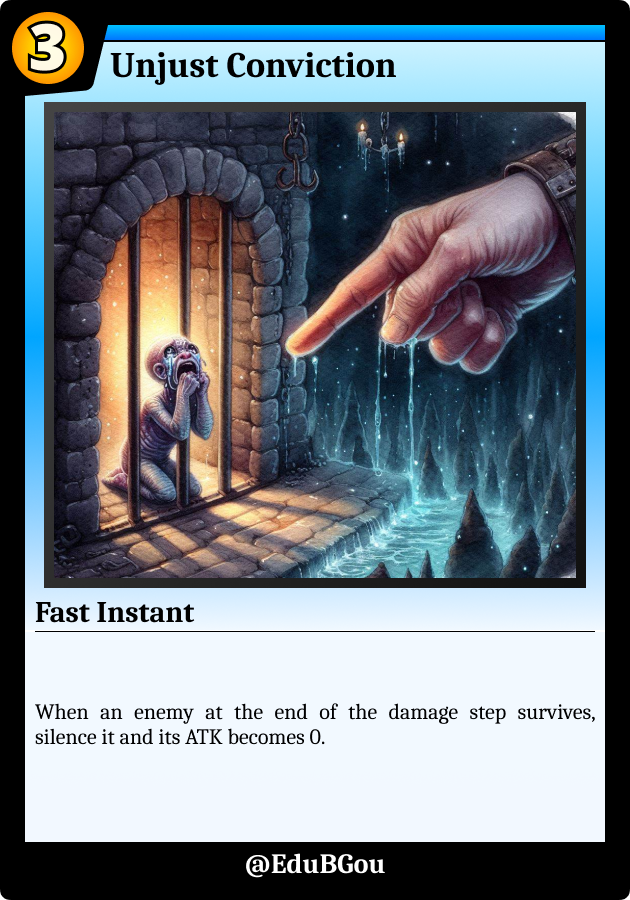 3
Unjust Conviction
Fast Instant
When an enemy at the end of the damage step survives,
silence it and its ATK becomes 0.
@EduBGou